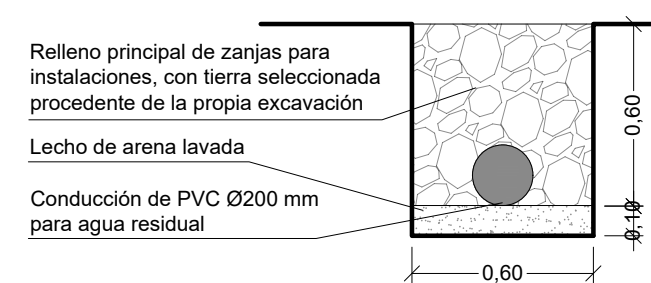 Relleno principal de zanjas para
instalaciones, con tierra seleccionada
procedente de la propia excavación
Lecho de arena lavada
Conducción de PVC Ø200 mm
para agua residual
0,60
0,10
0,60